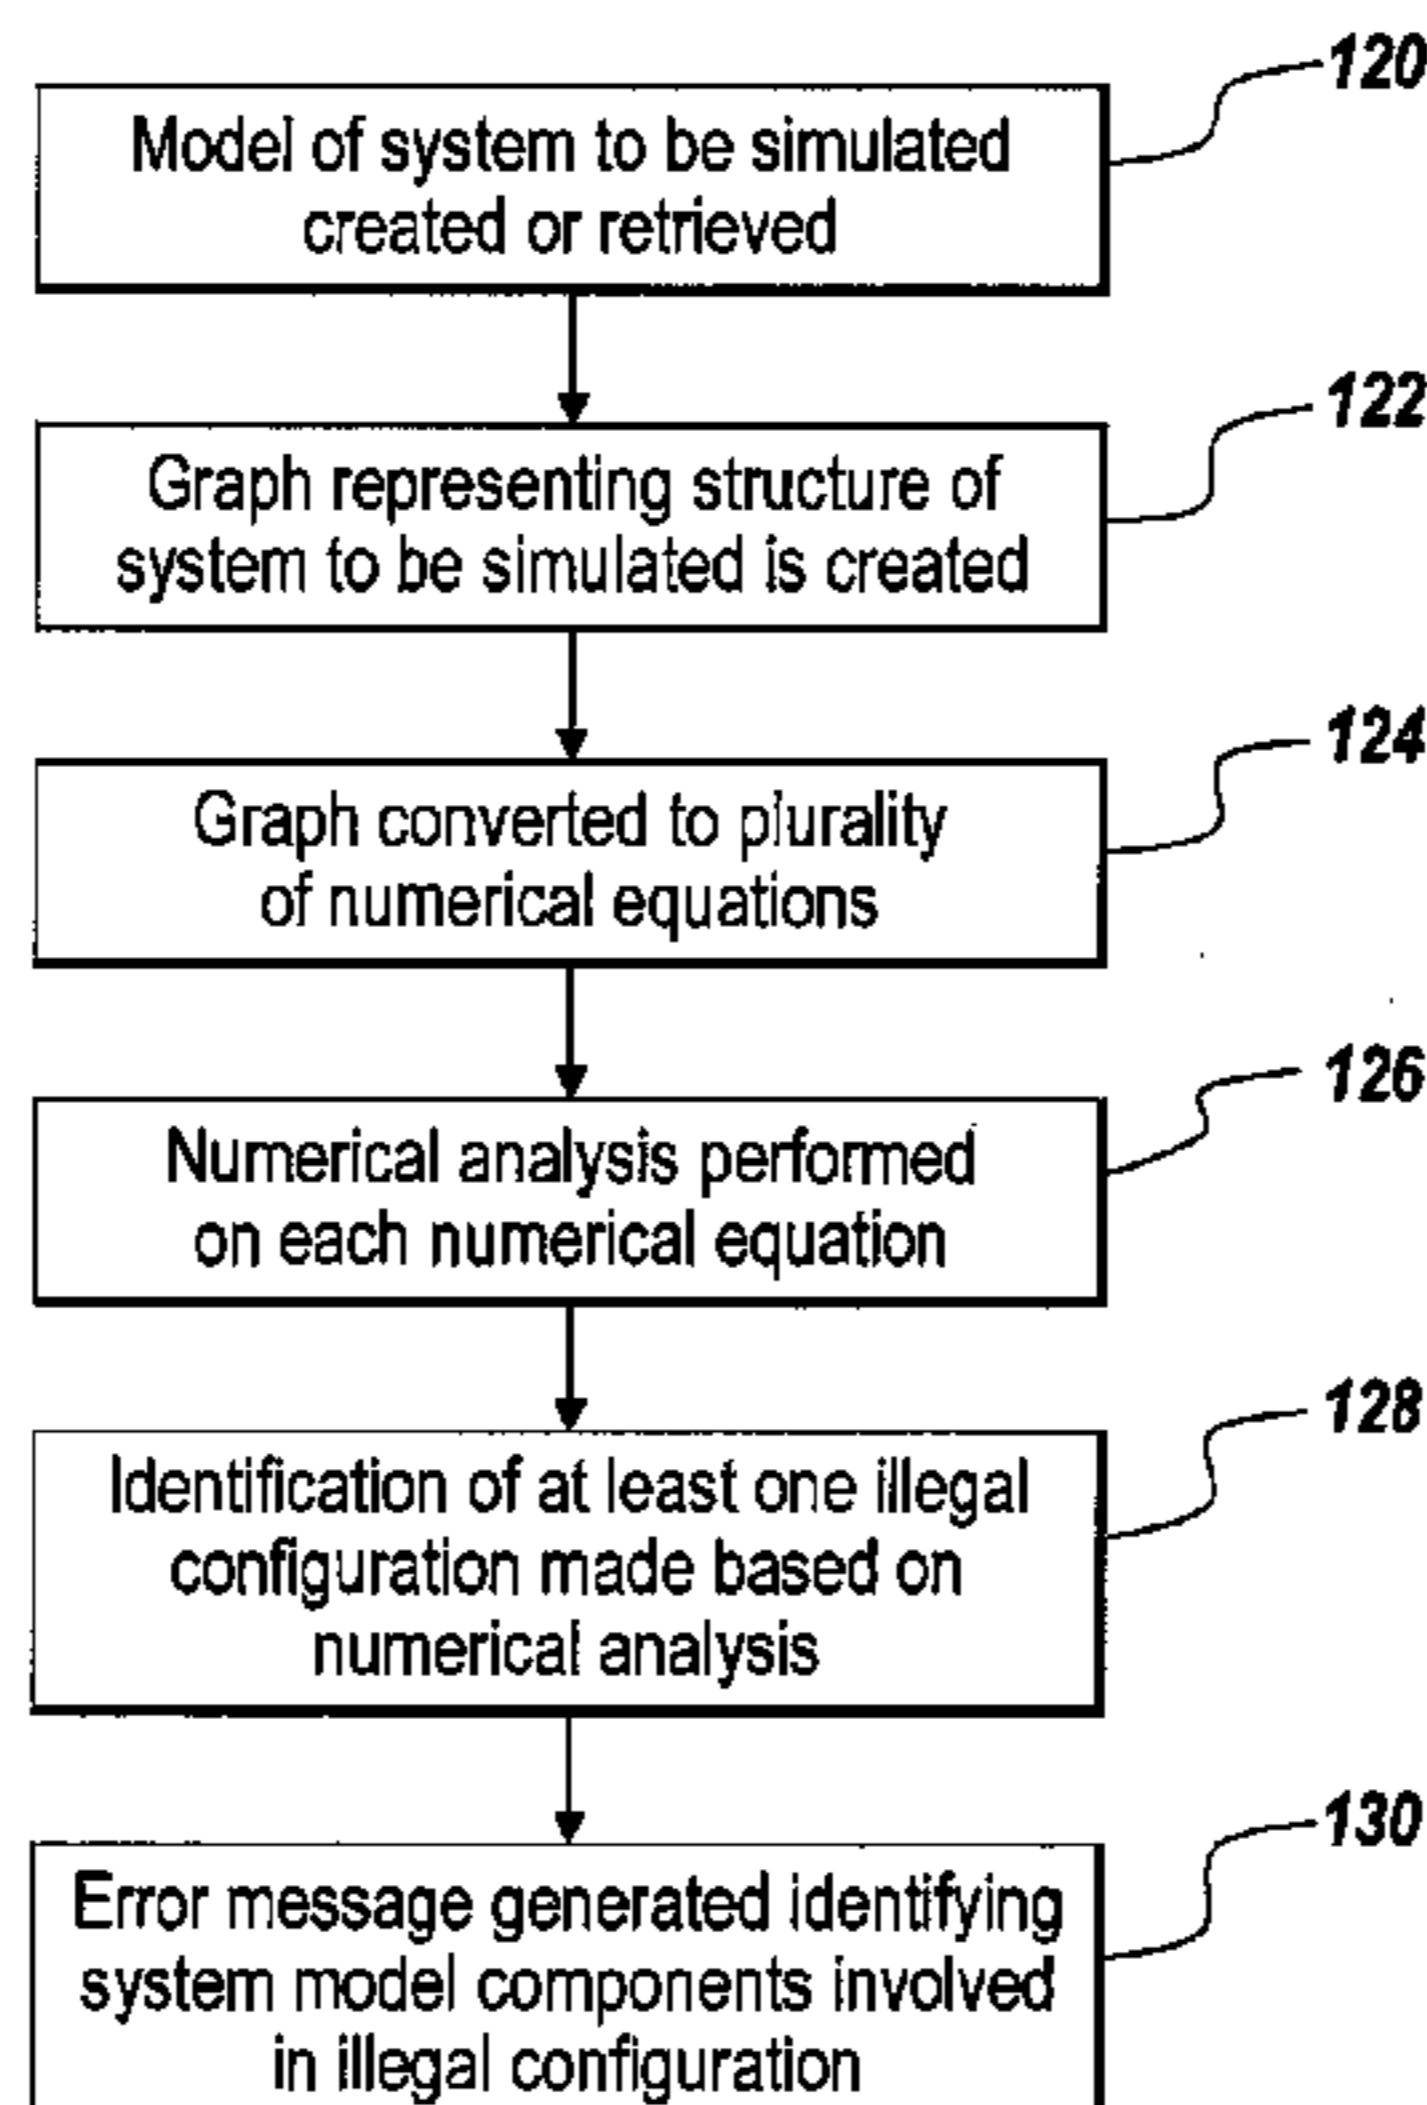 120
Model of system to be simulated
created or retrieved
122
Graph representing structure of
system to be simulated is created
124
Graph converted to plurality
of numerical equations
126
Numerical analysis performed
on each numerical equation
128
Identification of at least one illegal
configuration made based on
numerical analysis
130
Error message generated identifying
system model components involved
in illegal configuration